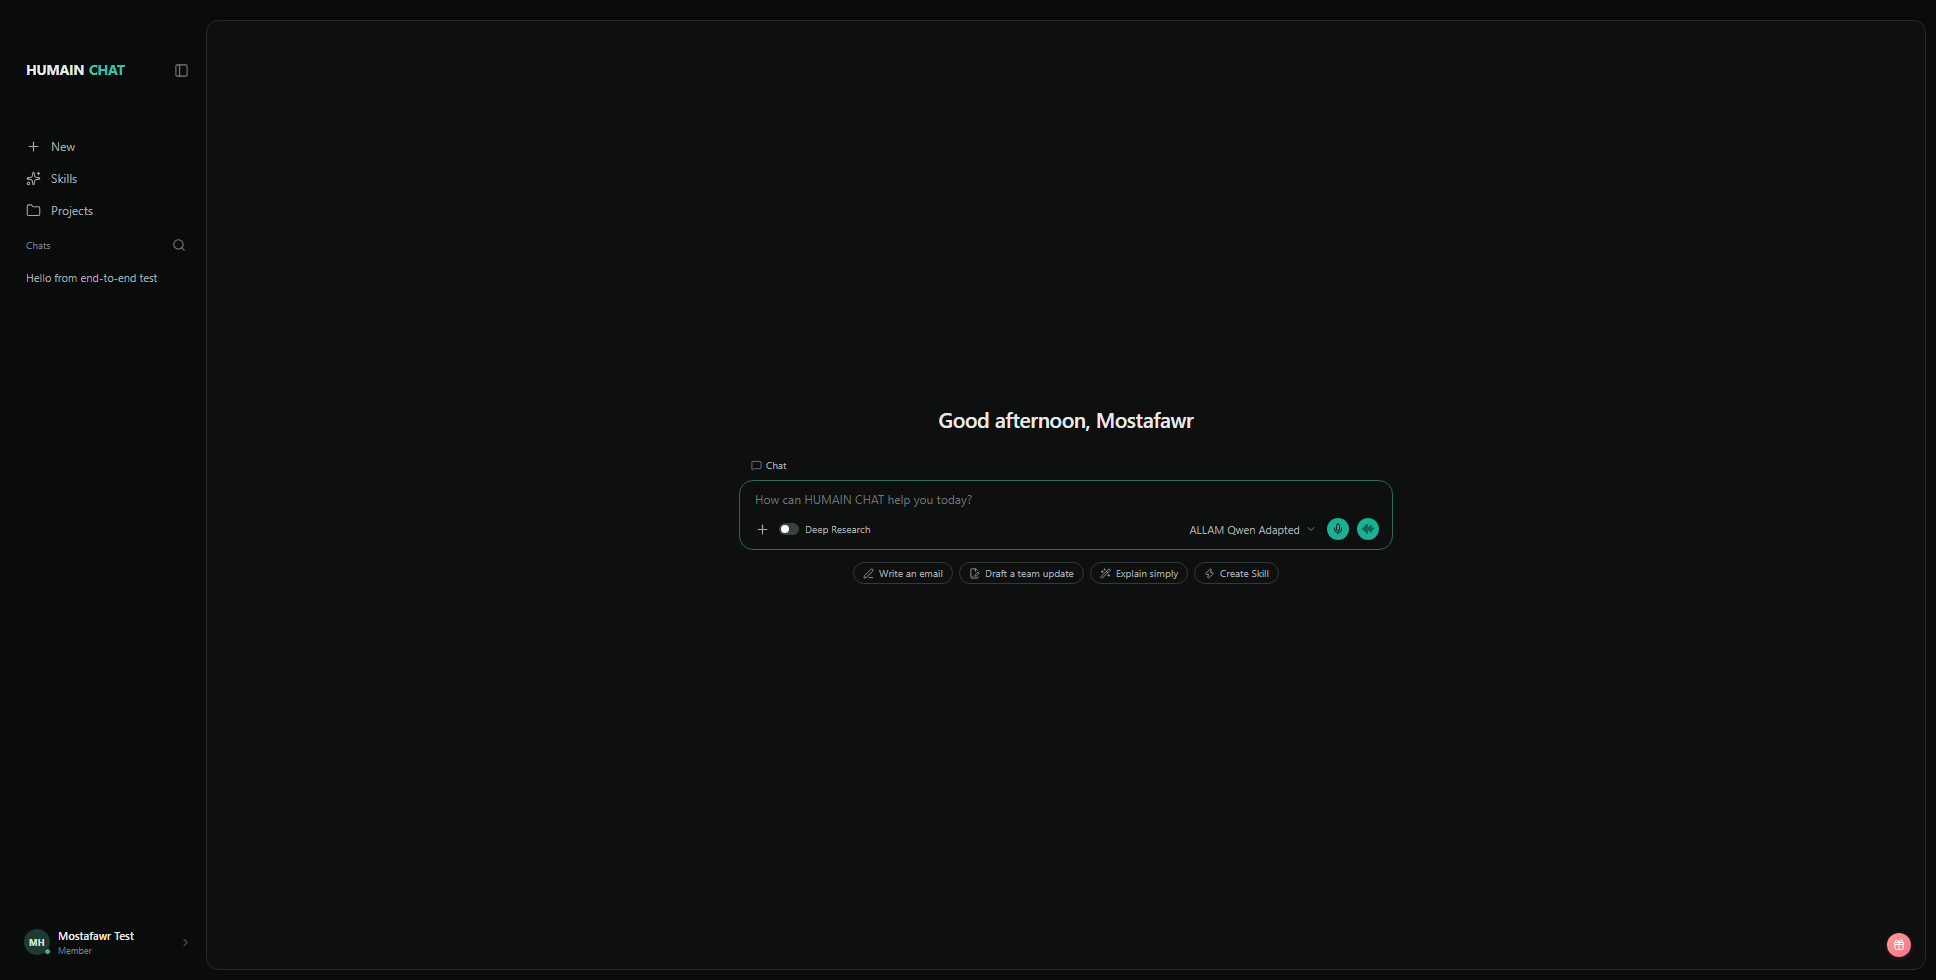 HUMAIN CHAT
New
Skills
Projects
Chats
Hello from end-to-end test
Good afternoon, Mostafawr
Chat
How can HUMAIN CHAT help you today?
Deep Research
ALLAM Qwen Adapted
Write an email
Draft a team update
Explain simply
Create Skill
MH
Mostafawr Test
Member